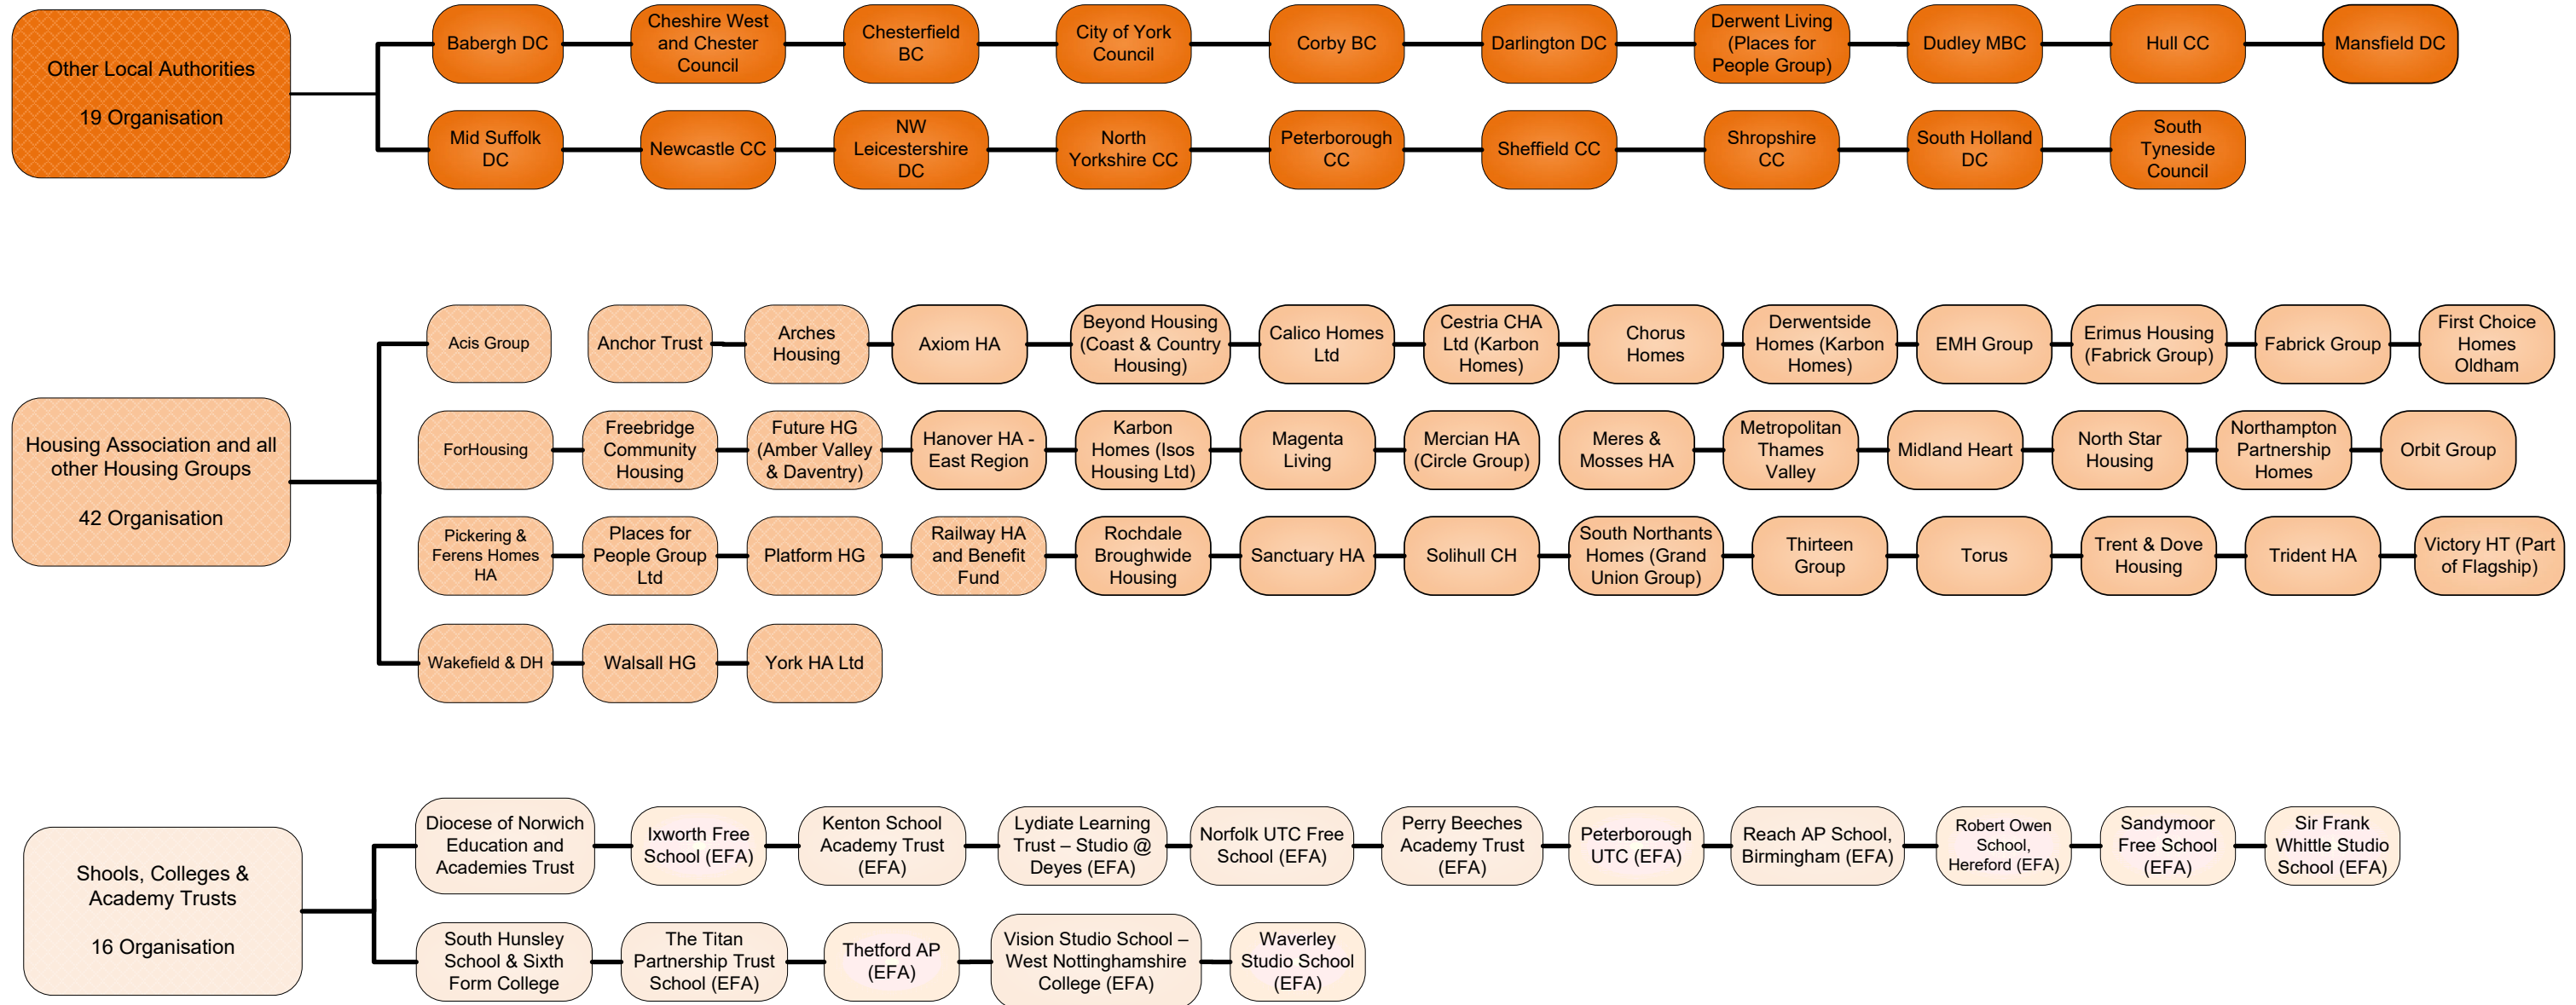 Other Local Authorities
19 Organisation
Babergh DC
Cheshire West
and Chester
Council
Chesterfield
BC
City of York
Council
Corby BC
Darlington DC
Derwent Living
(Places for
People Group)
Dudley MBC
Hull CC
Mansfield DC
Mid Suffolk
DC
Newcastle CC
NW
Leicestershire
DC
North
Yorkshire CC
Peterborough
CC
Sheffield CC
Shropshire
CC
South Holland
DC
South
Tyneside
Council
Housing Association and all
other Housing Groups
42 Organisation
Acis Group
Anchor Trust
Arches
Housing
Axiom HA
Beyond Housing
(Coast & Country
Housing)
Calico Homes
Ltd
Cestria CHA
Ltd (Karbon
Homes)
Chorus
Homes
Derwentside
Homes (Karbon
Homes)
EMH Group
Erimus Housing
(Fabrick Group)
Fabrick Group
First Choice
Homes
Oldham
ForHousing
Freebridge
Community
Housing
Future HG
(Amber Valley
& Daventry)
Hanover HA -
East Region
Karbon
Homes (Isos
Housing Ltd)
Magenta
Living
Mercian HA
(Circle Group)
Meres &
Mosses HA
Metropolitan
Thames
Valley
Midland Heart
North Star
Housing
Northampton
Partnership
Homes
Orbit Group
Pickering &
Ferens Homes
HA
Places for
People Group
Ltd
Platform HG
Railway HA
and Benefit
Fund
Rochdale
Broughwide
Housing
Sanctuary HA
Solihull CH
South Northants
Homes (Grand
Union Group)
Thirteen
Group
Torus
Trent & Dove
Housing
Trident HA
Victory HT (Part
of Flagship)
Wakefield & DH
Walsall HG
York HA Ltd
Shools, Colleges &
Academy Trusts
16 Organisation
Diocese of Norwich
Education and
Academies Trust
Ixworth Free
School (EFA)
Kenton School
Academy Trust
(EFA)
Lydiate Learning
Trust – Studio @
Deyes (EFA)
Norfolk UTC Free
School (EFA)
Perry Beeches
Academy Trust
(EFA)
Peterborough
UTC (EFA)
Reach AP School,
Birmingham (EFA)
Robert Owen
School,
Hereford (EFA)
Sandymoor
Free School
(EFA)
Sir Frank
Whittle Studio
School (EFA)
South Hunsley
School & Sixth
Form College
The Titan
Partnership Trust
School (EFA)
Thetford AP
(EFA)
Vision Studio School –
West Nottinghamshire
College (EFA)
Waverley
Studio School
(EFA)